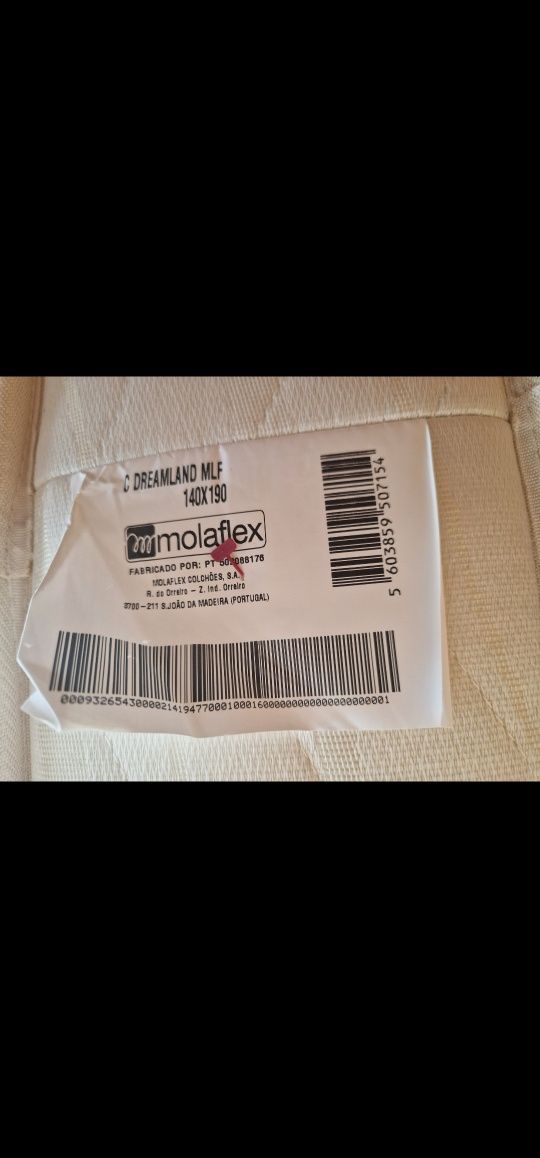 C DREAMLAND MLF
140X190
molaflex
FABRICADO POR: PT 502088176
MOLAFLEX COLCHÕES, S.A.
R. do Orreiro - Z. Ind. Orreiro
3700-211 S.JOÃO DA MADEIRA (PORTUGAL)
5 603859 507154